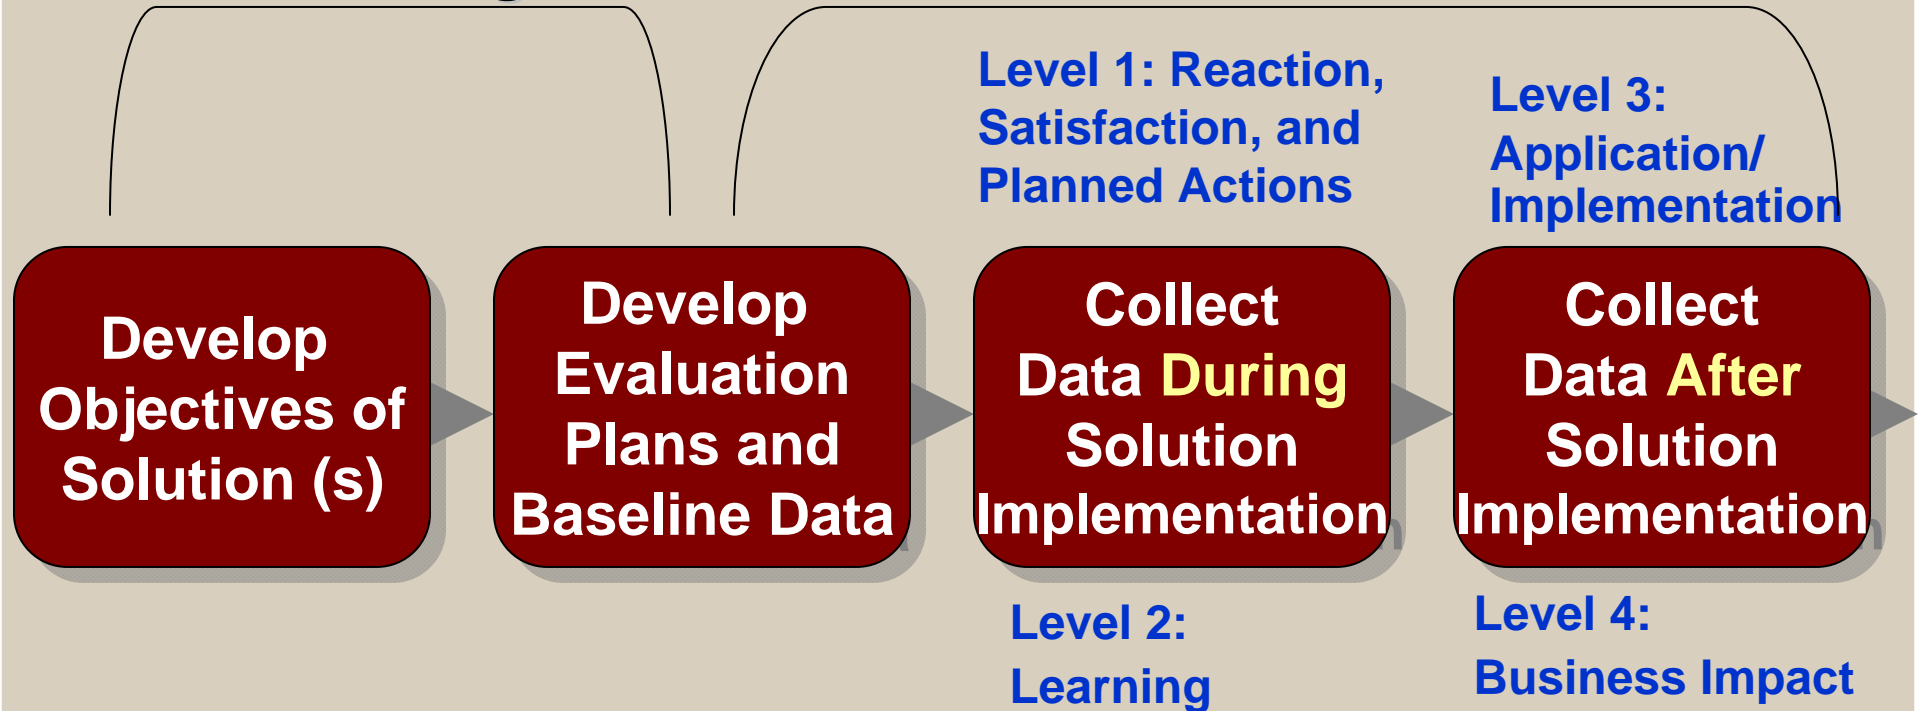 Level 1: Reaction,
Satisfaction, and
Planned Actions
Level 3:
Application/
Implementation
Develop
Objectives of
Solution (s)
Develop
Evaluation
Plans and
Baseline Data
Collect
Data During
Solution
Implementation
Collect
Data After
Solution
Implementation
Level 2:
Learning
Level 4:
Business Impact